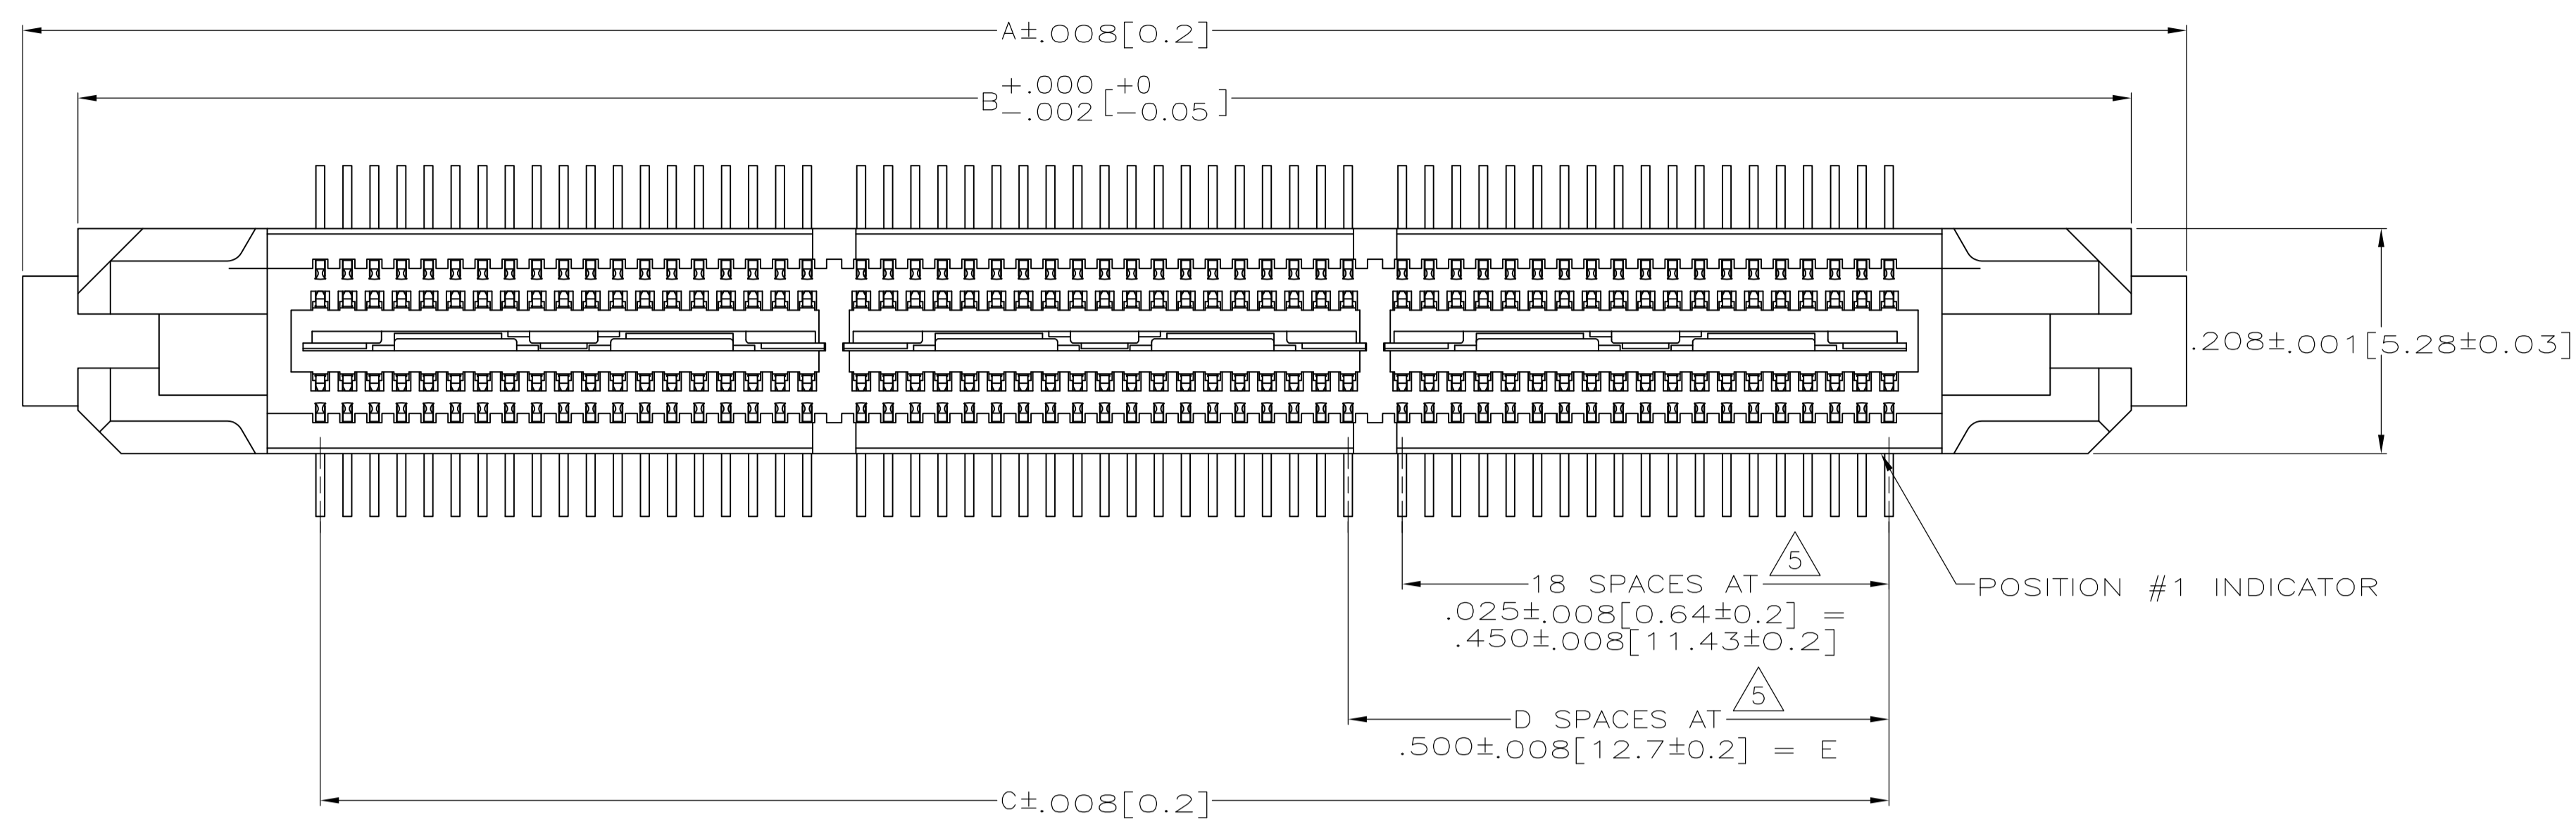 A±.008[0.2]
B+.000 +0
-.002[-0.05]
.208±.001[5.28±0.03]
5
18 SPACES AT
.025±.008[0.64±0.2] =
.450±.008[11.43±0.2]
POSITION #1 INDICATOR
5
D SPACES AT
.500±.008[12.7±0.2] = E
C±.008[0.2]